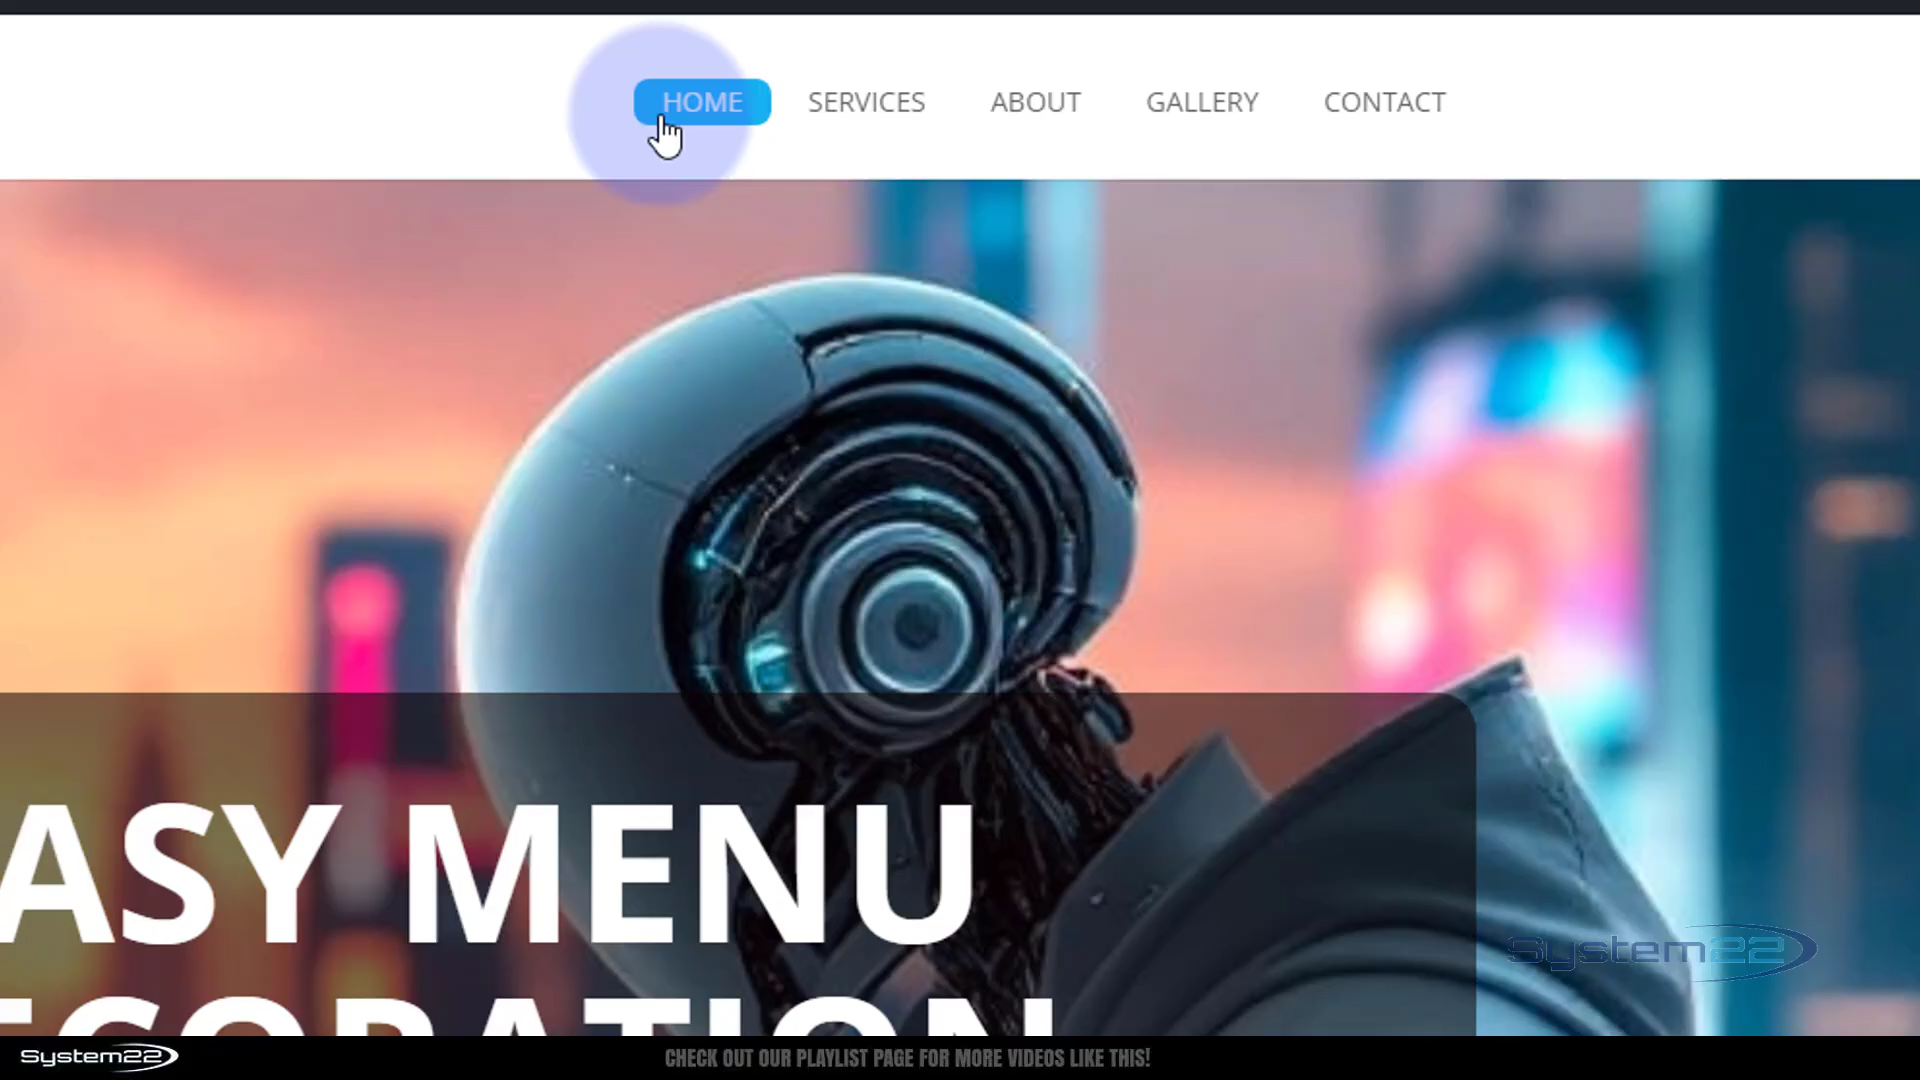 HOME SERVICES ABOUT GALLERY CONTACT
ASY MENU
ECORATION
System22
System22 CHECK OUT OUR PLAYLIST PAGE FOR MORE VIDEOS LIKE THIS!